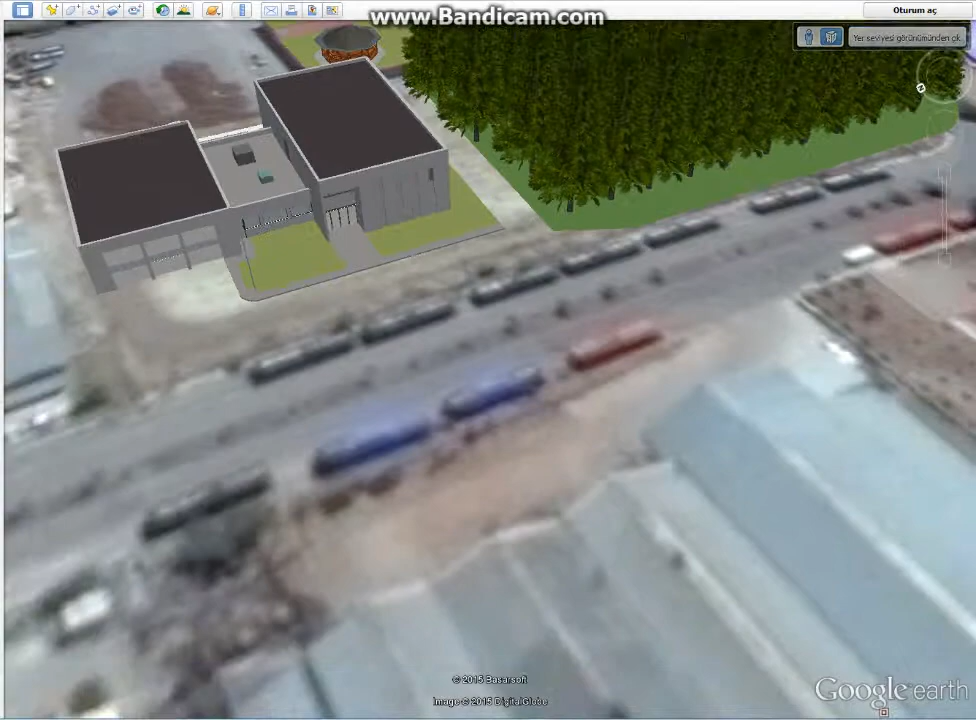 www.Bandicam.com
Oturum aç
Yer seviyesi görünümünden çık
© 2015 Basarsoft
Image © 2015 DigitalGlobe
Google earth